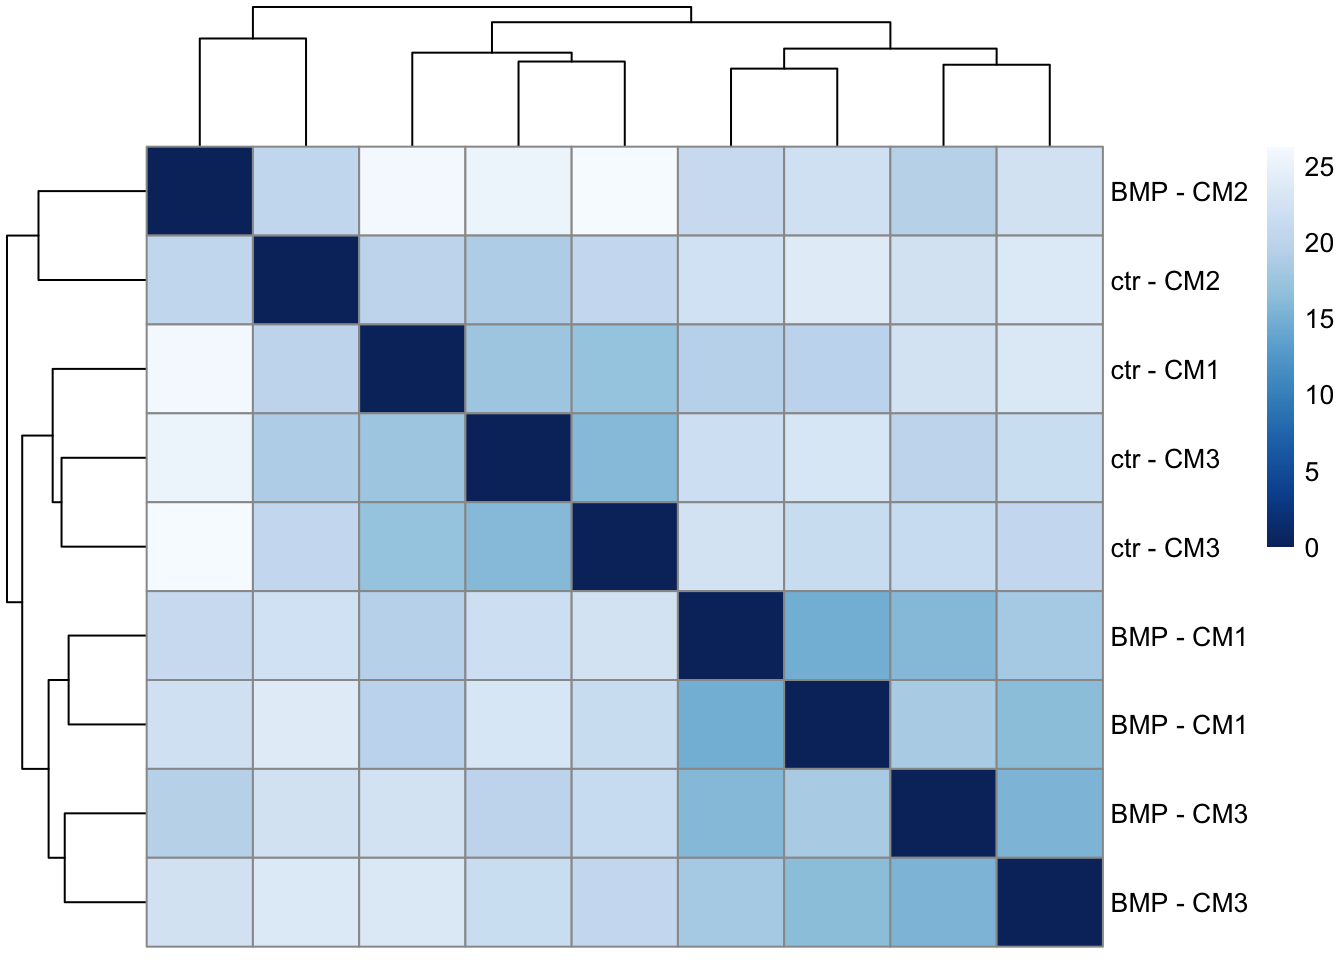 BMP - CM2
ctr - CM2
ctr - CM1
ctr - CM3
ctr - CM3
BMP - CM1
BMP - CM1
BMP - CM3
BMP - CM3
25
20
15
10
5
0